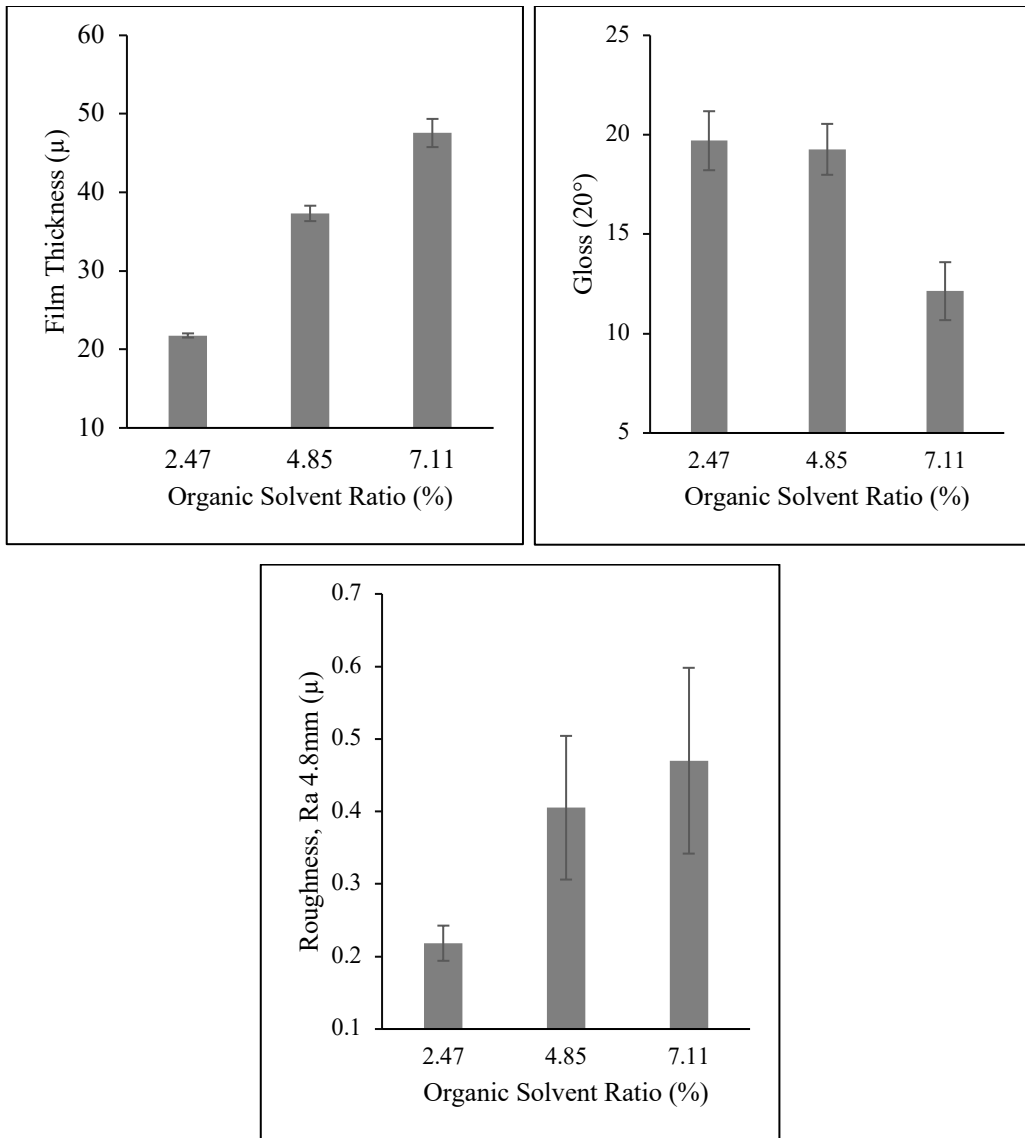 Film Thickness (µ)
60
50
40
30
20
10
2.47 4.85 7.11
Organic Solvent Ratio (%)
Gloss (20°)
25
20
15
10
5
2.47 4.85 7.11
Organic Solvent Ratio (%)
Roughness, Ra 4.8mm (µ)
0.7
0.6
0.5
0.4
0.3
0.2
0.1
2.47 4.85 7.11
Organic Solvent Ratio (%)